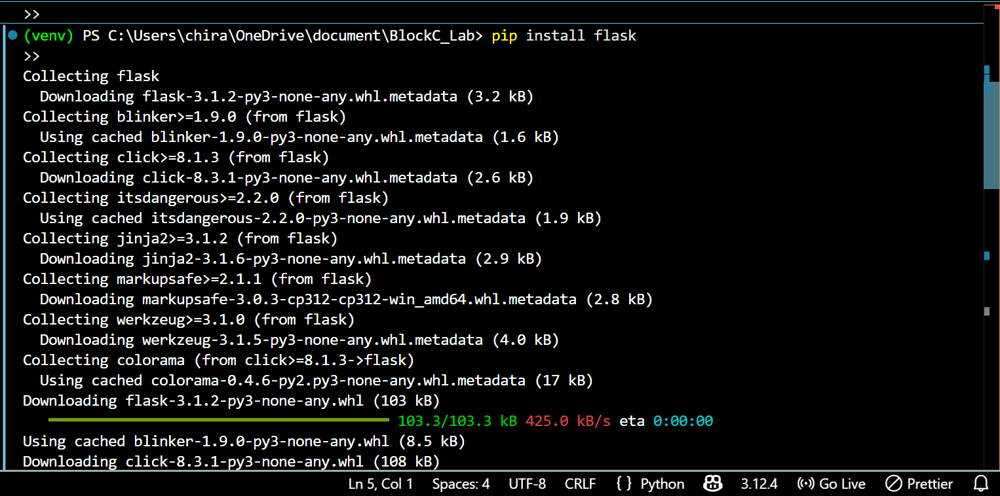 >>
(venv) PS C:\Users\chira\OneDrive\document\BlockC_Lab> pip install flask
>>
Collecting flask
  Downloading flask-3.1.2-py3-none-any.whl.metadata (3.2 kB)
Collecting blinker>=1.9.0 (from flask)
  Using cached blinker-1.9.0-py3-none-any.whl.metadata (1.6 kB)
Collecting click>=8.1.3 (from flask)
  Downloading click-8.3.1-py3-none-any.whl.metadata (2.6 kB)
Collecting itsdangerous>=2.2.0 (from flask)
  Using cached itsdangerous-2.2.0-py3-none-any.whl.metadata (1.9 kB)
Collecting jinja2>=3.1.2 (from flask)
  Downloading jinja2-3.1.6-py3-none-any.whl.metadata (2.9 kB)
Collecting markupsafe>=2.1.1 (from flask)
  Downloading markupsafe-3.0.3-cp312-cp312-win_amd64.whl.metadata (2.8 kB)
Collecting werkzeug>=3.1.0 (from flask)
  Downloading werkzeug-3.1.5-py3-none-any.whl.metadata (4.0 kB)
Collecting colorama (from click>=8.1.3->flask)
  Using cached colorama-0.4.6-py2.py3-none-any.whl.metadata (17 kB)
Downloading flask-3.1.2-py3-none-any.whl (103 kB)
103.3/103.3 kB 425.0 kB/s eta 0:00:00
Using cached blinker-1.9.0-py3-none-any.whl (8.5 kB)
Downloading click-8.3.1-py3-none-any.whl (108 kB)
Ln 5, Col 1 Spaces: 4 UTF-8 CRLF {} Python 3.12.4 Go Live Prettier